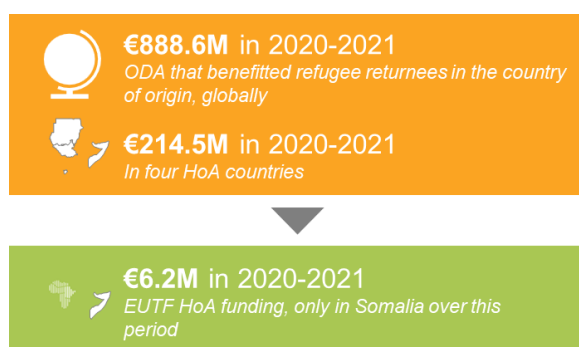 €888.6M in 2020-2021
ODA that benefitted refugee returnees in the country
of origin, globally
€214.5M in 2020-2021
In four HoA countries
€6.2M in 2020-2021
EUTF HoA funding, only in Somalia over this
period